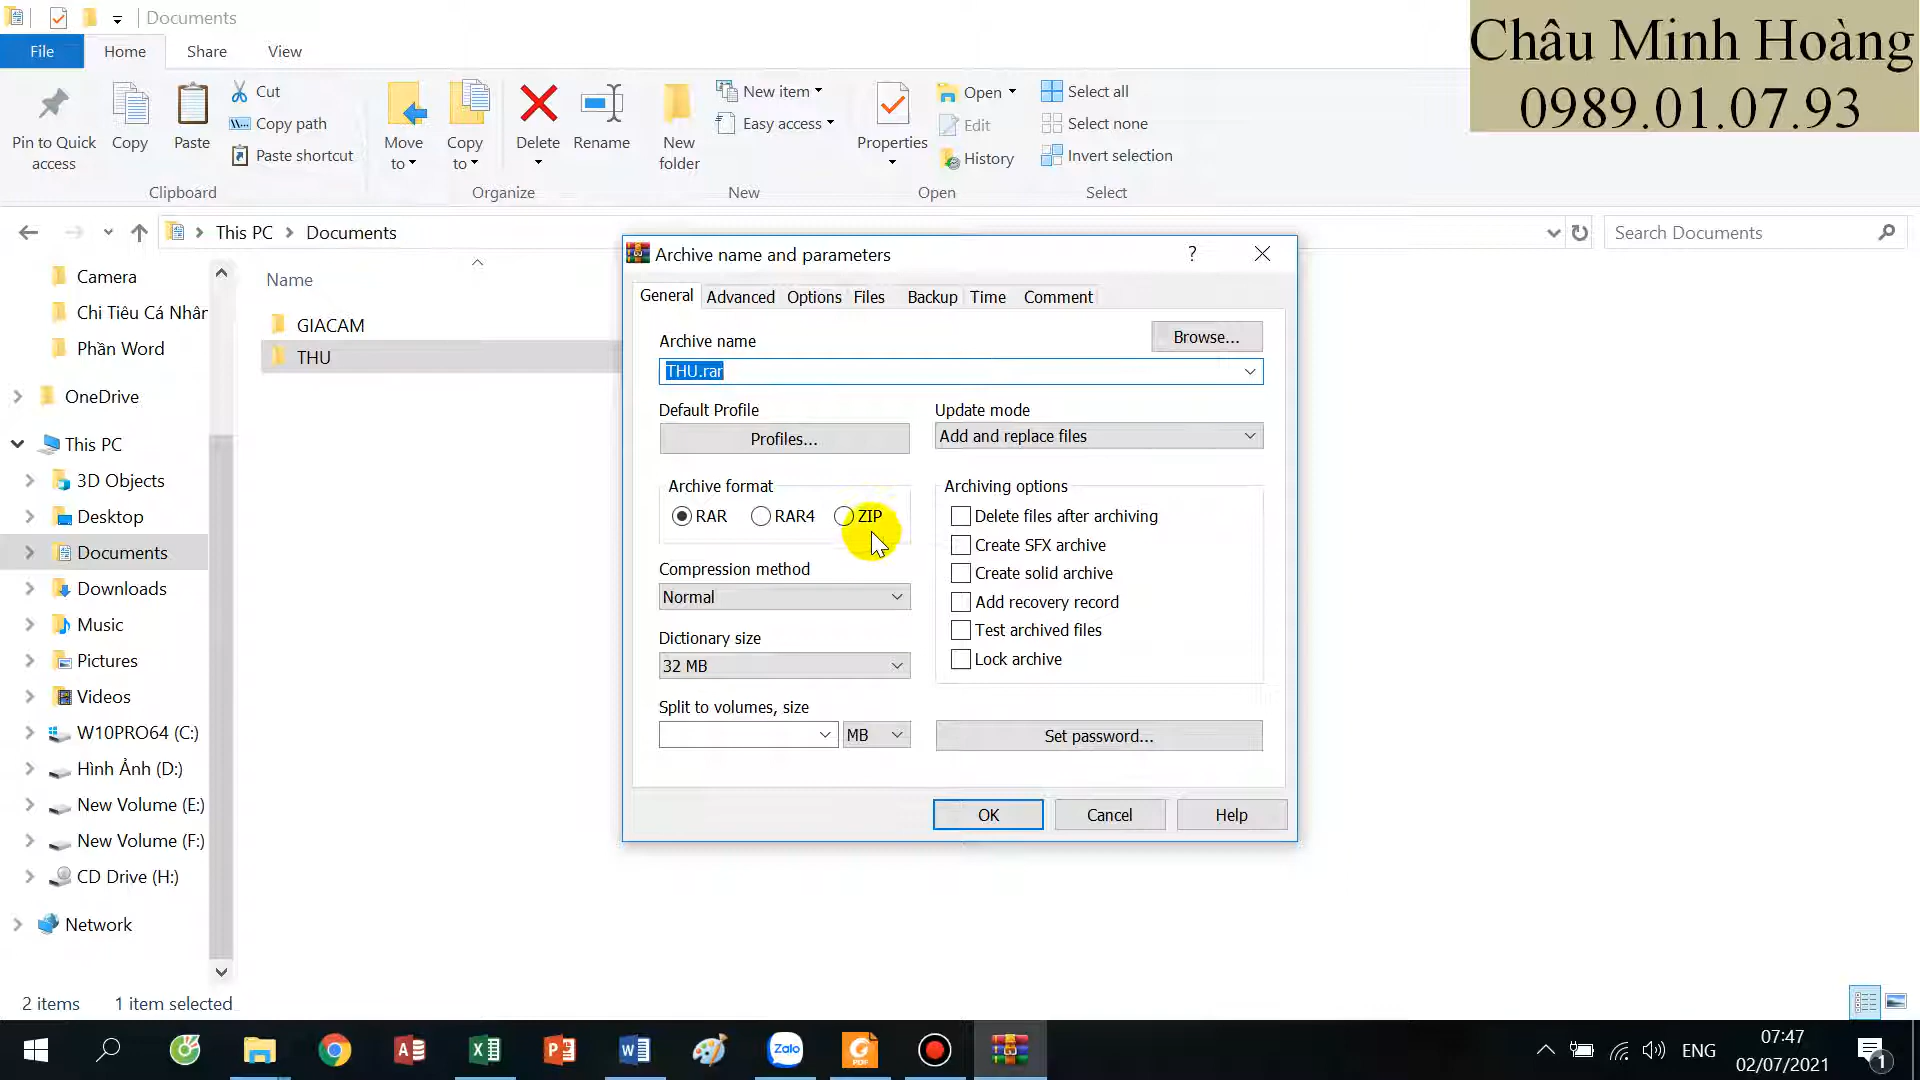 Documents
File
Home
Share
View
Châu Minh Hoàng
0989.01.07.93
Pin to Quick access
Copy
Paste
Cut
Copy path
Paste shortcut
Clipboard
Move to
Copy to
Delete
Rename
Organize
New folder
New item
Easy access
New
Properties
Open
Edit
History
Open
Select all
Select none
Invert selection
Select
This PC
Documents
Search Documents
Camera
Chi Tiêu Cá Nhân
Phần Word
OneDrive
This PC
3D Objects
Desktop
Documents
Downloads
Music
Pictures
Videos
W10PRO64 (C:)
Hình Ảnh (D:)
New Volume (E:)
New Volume (F:)
CD Drive (H:)
Network
Name
GIACAM
THU
Archive name and parameters
?
General
Advanced
Options
Files
Backup
Time
Comment
Archive name
Browse...
THU.rar
Default Profile
Profiles...
Update mode
Add and replace files
Archive format
RAR
RAR4
ZIP
Compression method
Normal
Dictionary size
32 MB
Split to volumes, size
MB
Archiving options
Delete files after archiving
Create SFX archive
Create solid archive
Add recovery record
Test archived files
Lock archive
Set password...
OK
Cancel
Help
2 items
1 item selected
Zalo
PDF
ENG
07:47
02/07/2021
1